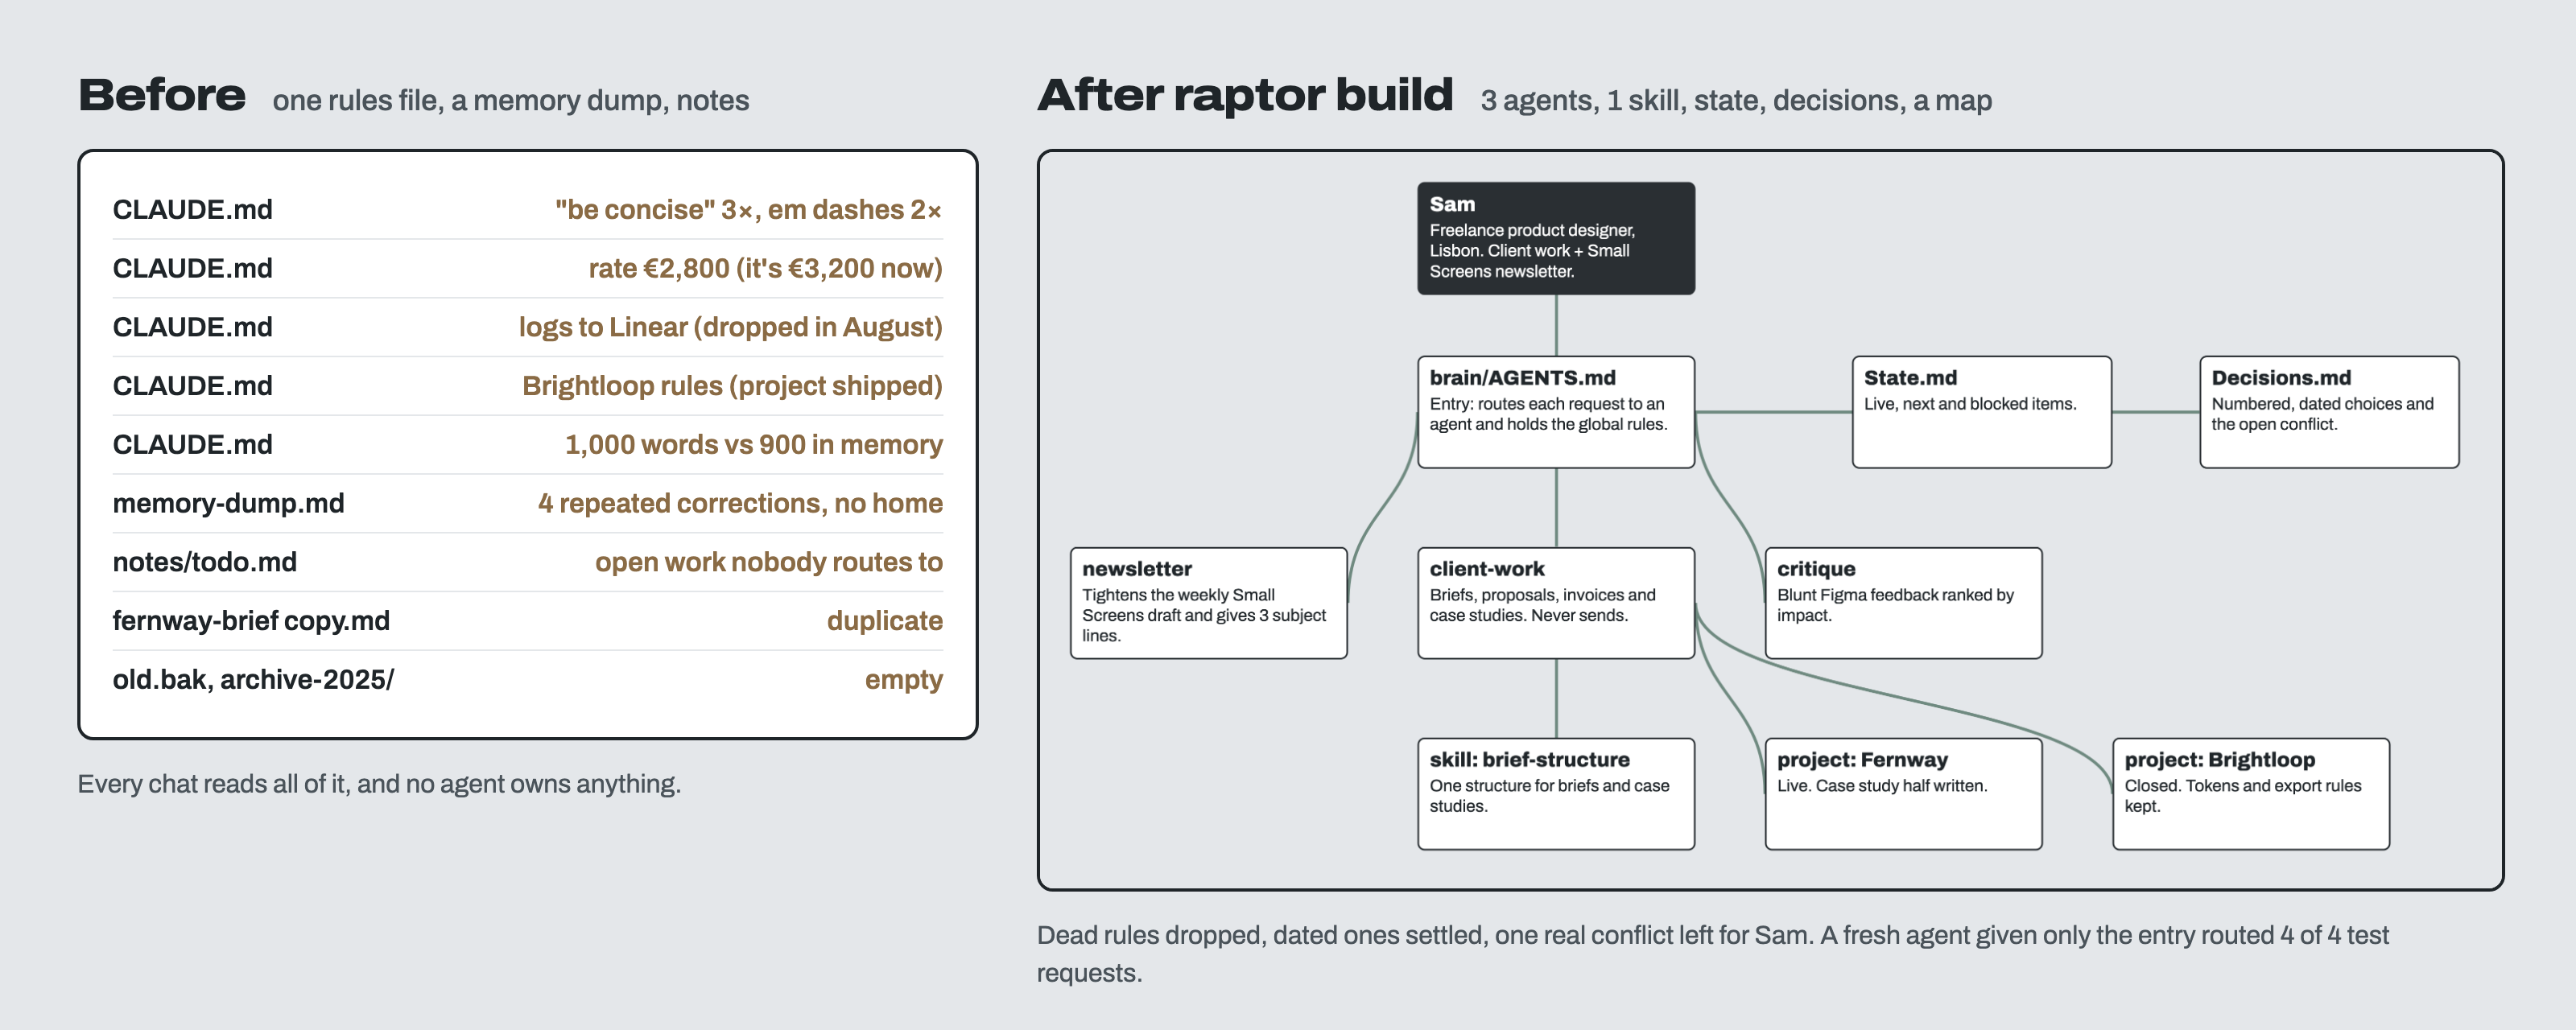 Before one rules file, a memory dump, notes
CLAUDE.md "be concise" 3×, em dashes 2×
CLAUDE.md rate €2,800 (it's €3,200 now)
CLAUDE.md logs to Linear (dropped in August)
CLAUDE.md Brightloop rules (project shipped)
CLAUDE.md 1,000 words vs 900 in memory
memory-dump.md 4 repeated corrections, no home
notes/todo.md open work nobody routes to
fernway-brief copy.md duplicate
old.bak, archive-2025/ empty
Every chat reads all of it, and no agent owns anything.
After raptor build 3 agents, 1 skill, state, decisions, a map
Sam
Freelance product designer,
Lisbon. Client work + Small
Screens newsletter.
brain/AGENTS.md
Entry: routes each request to an
agent and holds the global rules.
State.md
Live, next and blocked items.
Decisions.md
Numbered, dated choices and
the open conflict.
newsletter
Tightens the weekly Small
Screens draft and gives 3 subject
lines.
client-work
Briefs, proposals, invoices and
case studies. Never sends.
critique
Blunt Figma feedback ranked by
impact.
skill: brief-structure
One structure for briefs and case
studies.
project: Fernway
Live. Case study half written.
project: Brightloop
Closed. Tokens and export rules
kept.
Dead rules dropped, dated ones settled, one real conflict left for Sam. A fresh agent given only the entry routed 4 of 4 test
requests.